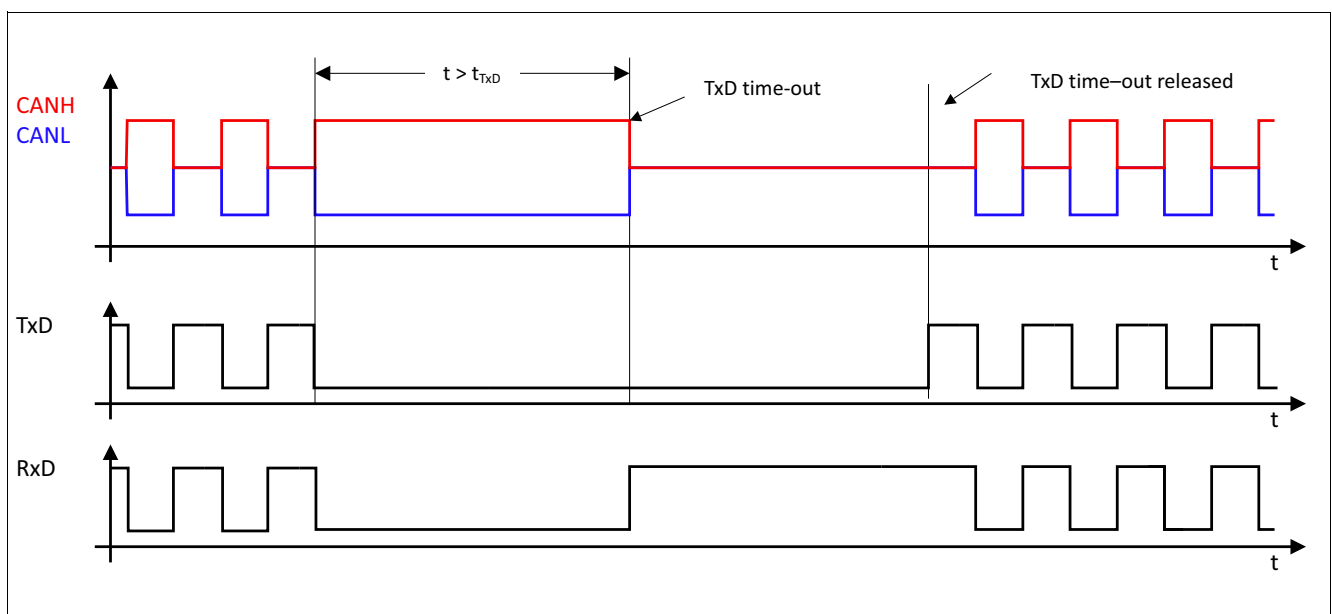 t > tTxD
TxD time-out
TxD time–out released
CANH
CANL
t
TxD
t
RxD
t